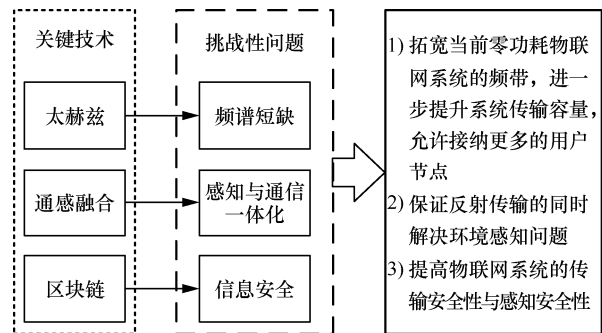 关键技术
太赫兹
通感融合
区块链
挑战性问题
频谱短缺
感知与通信
一体化
信息安全
1) 拓宽当前零功耗物联
网系统的频带，进一
步提升系统传输容量，
允许接纳更多的用户
节点
2) 保证反射传输的同时
解决环境感知问题
3) 提高物联网系统的传
输安全性与感知安全性